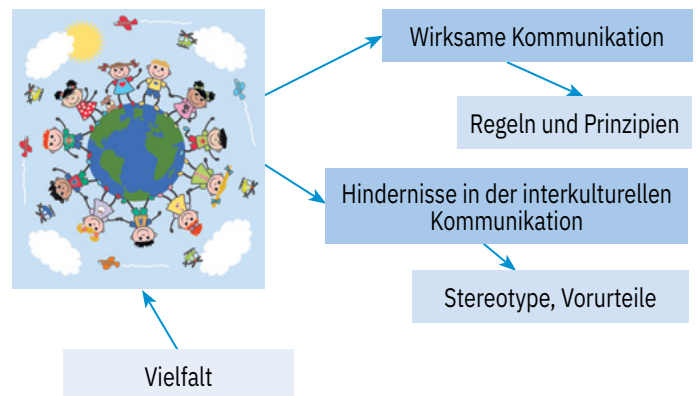 Wirksame Kommunikation
Regeln und Prinzipien
Hindernisse in der interkulturellen
Kommunikation
Stereotype, Vorurteile
Vielfalt